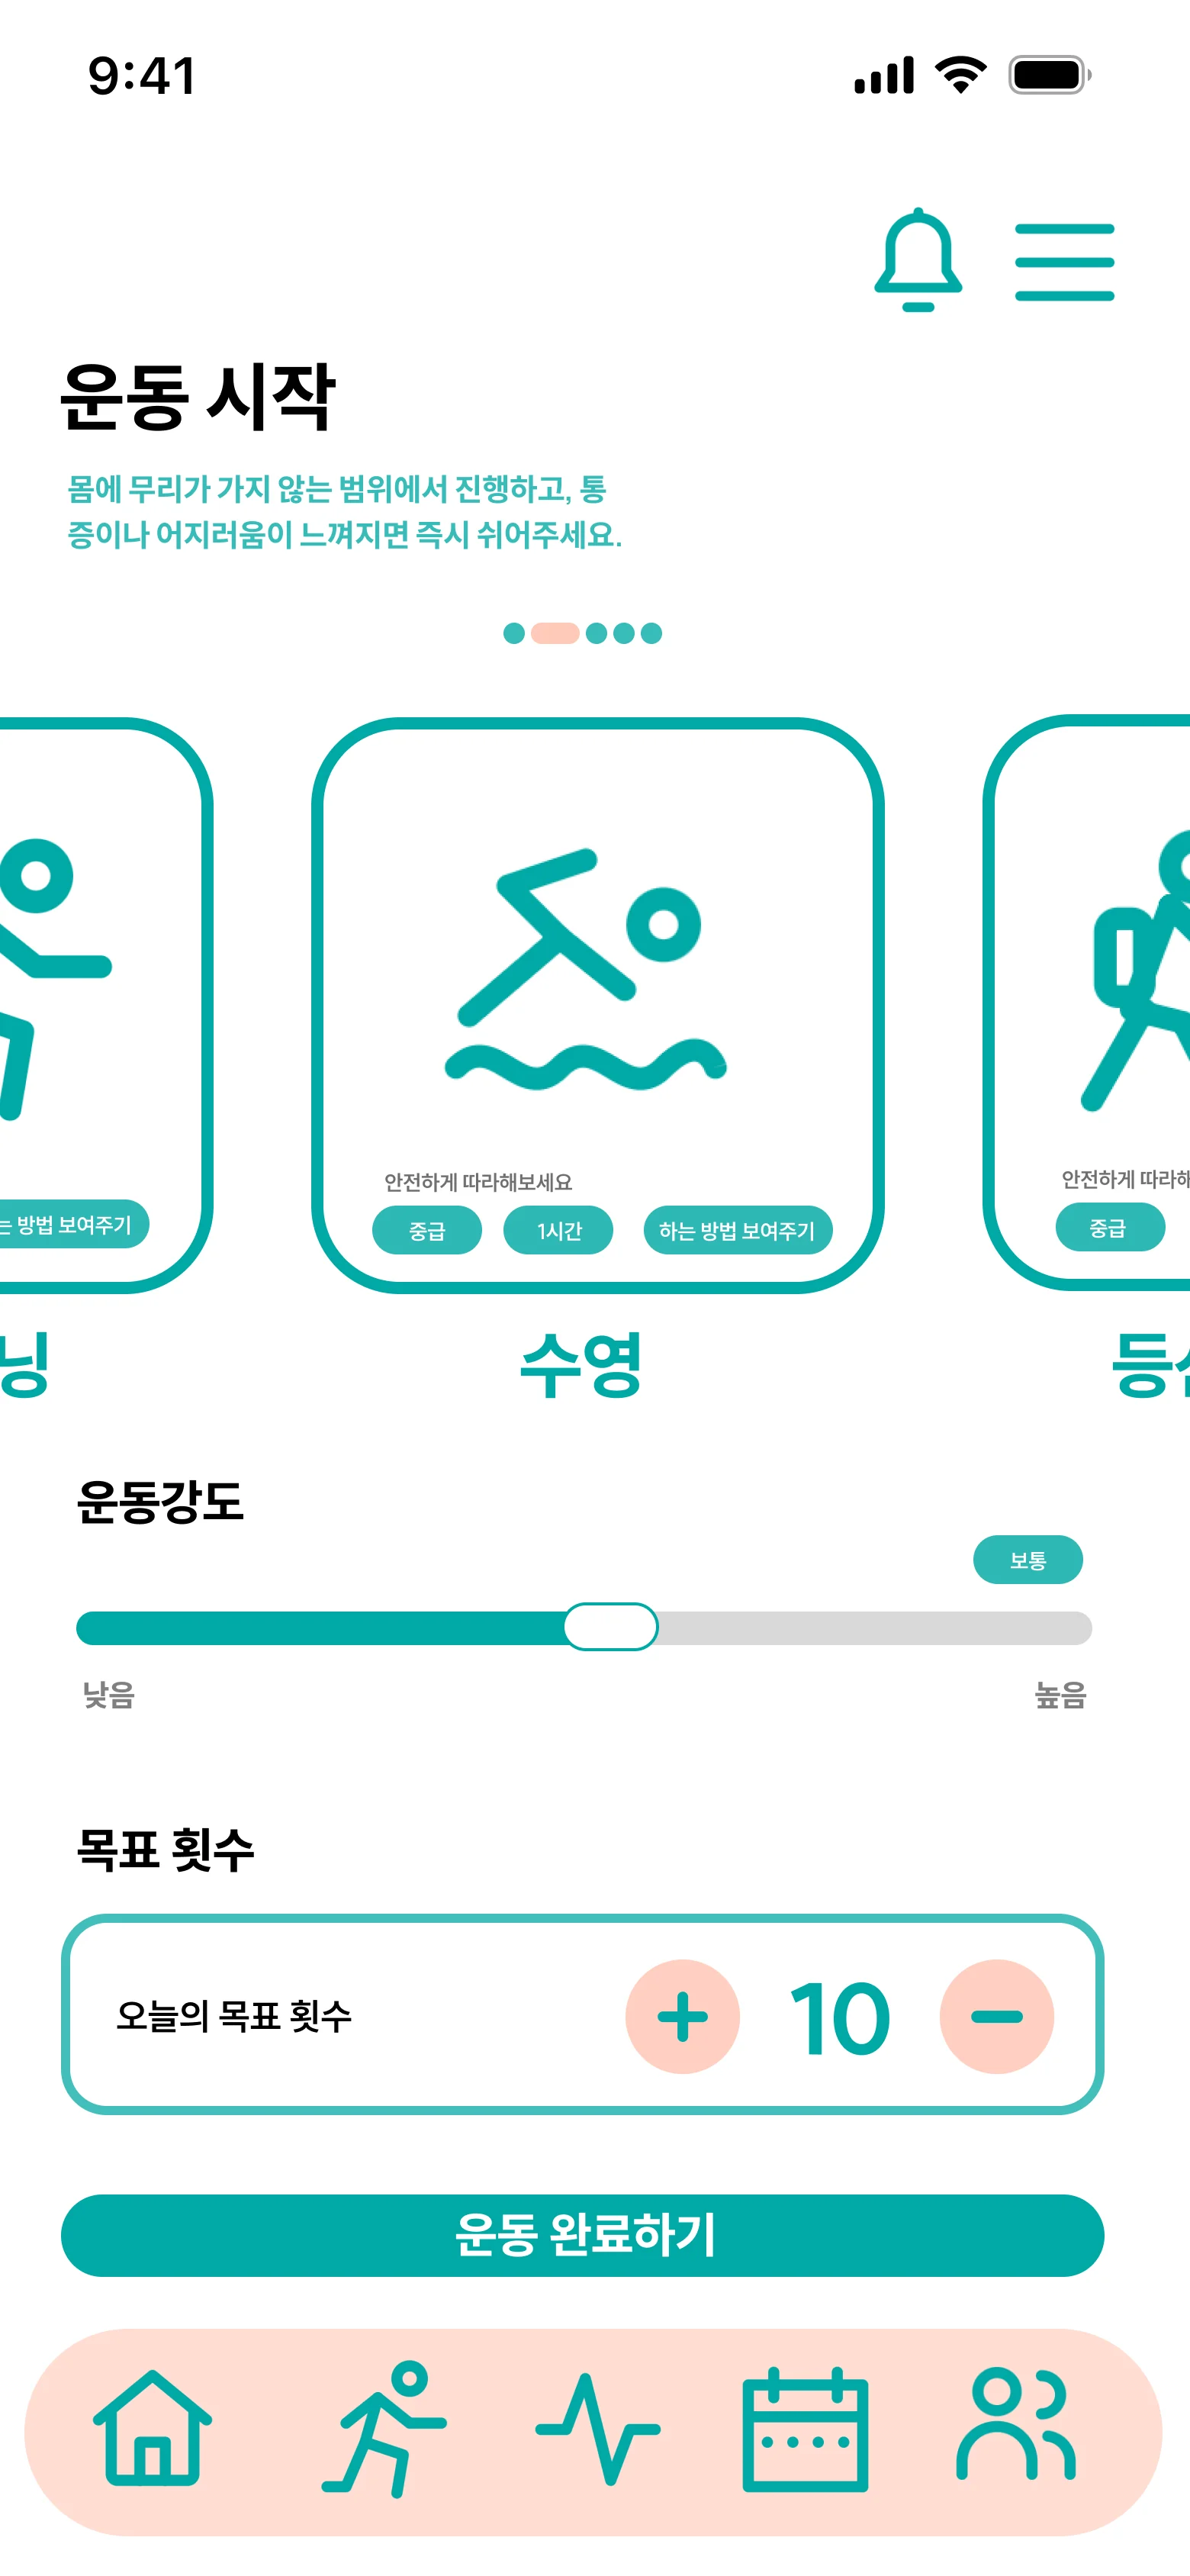 9:41
운동 시작
몸에 무리가 가지 않는 범위에서 진행하고, 통
증이나 어지러움이 느껴지면 즉시 쉬어주세요.
안전하게 따라해보세요
안전하게 따라해
는 방법 보여주기
중급
1시간
하는 방법 보여주기
중급
닝
수영
등산
운동강도
보통
낮음
높음
목표 횟수
오늘의 목표 횟수
10
운동 완료하기